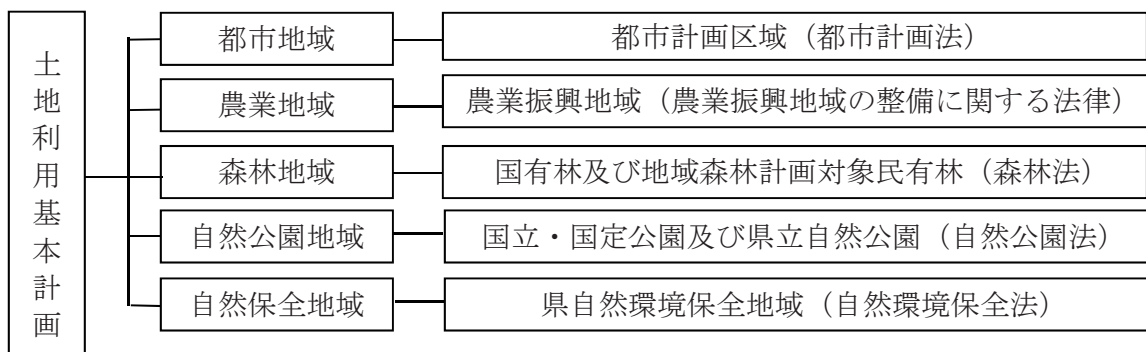 土地利用基本計画
都市地域
都市計画区域（都市計画法）
農業地域
農業振興地域（農業振興地域の整備に関する法律）
森林地域
国有林及び地域森林計画対象民有林（森林法）
自然公園地域
国立・国定公園及び県立自然公園（自然公園法）
自然保全地域
県自然環境保全地域（自然環境保全法）